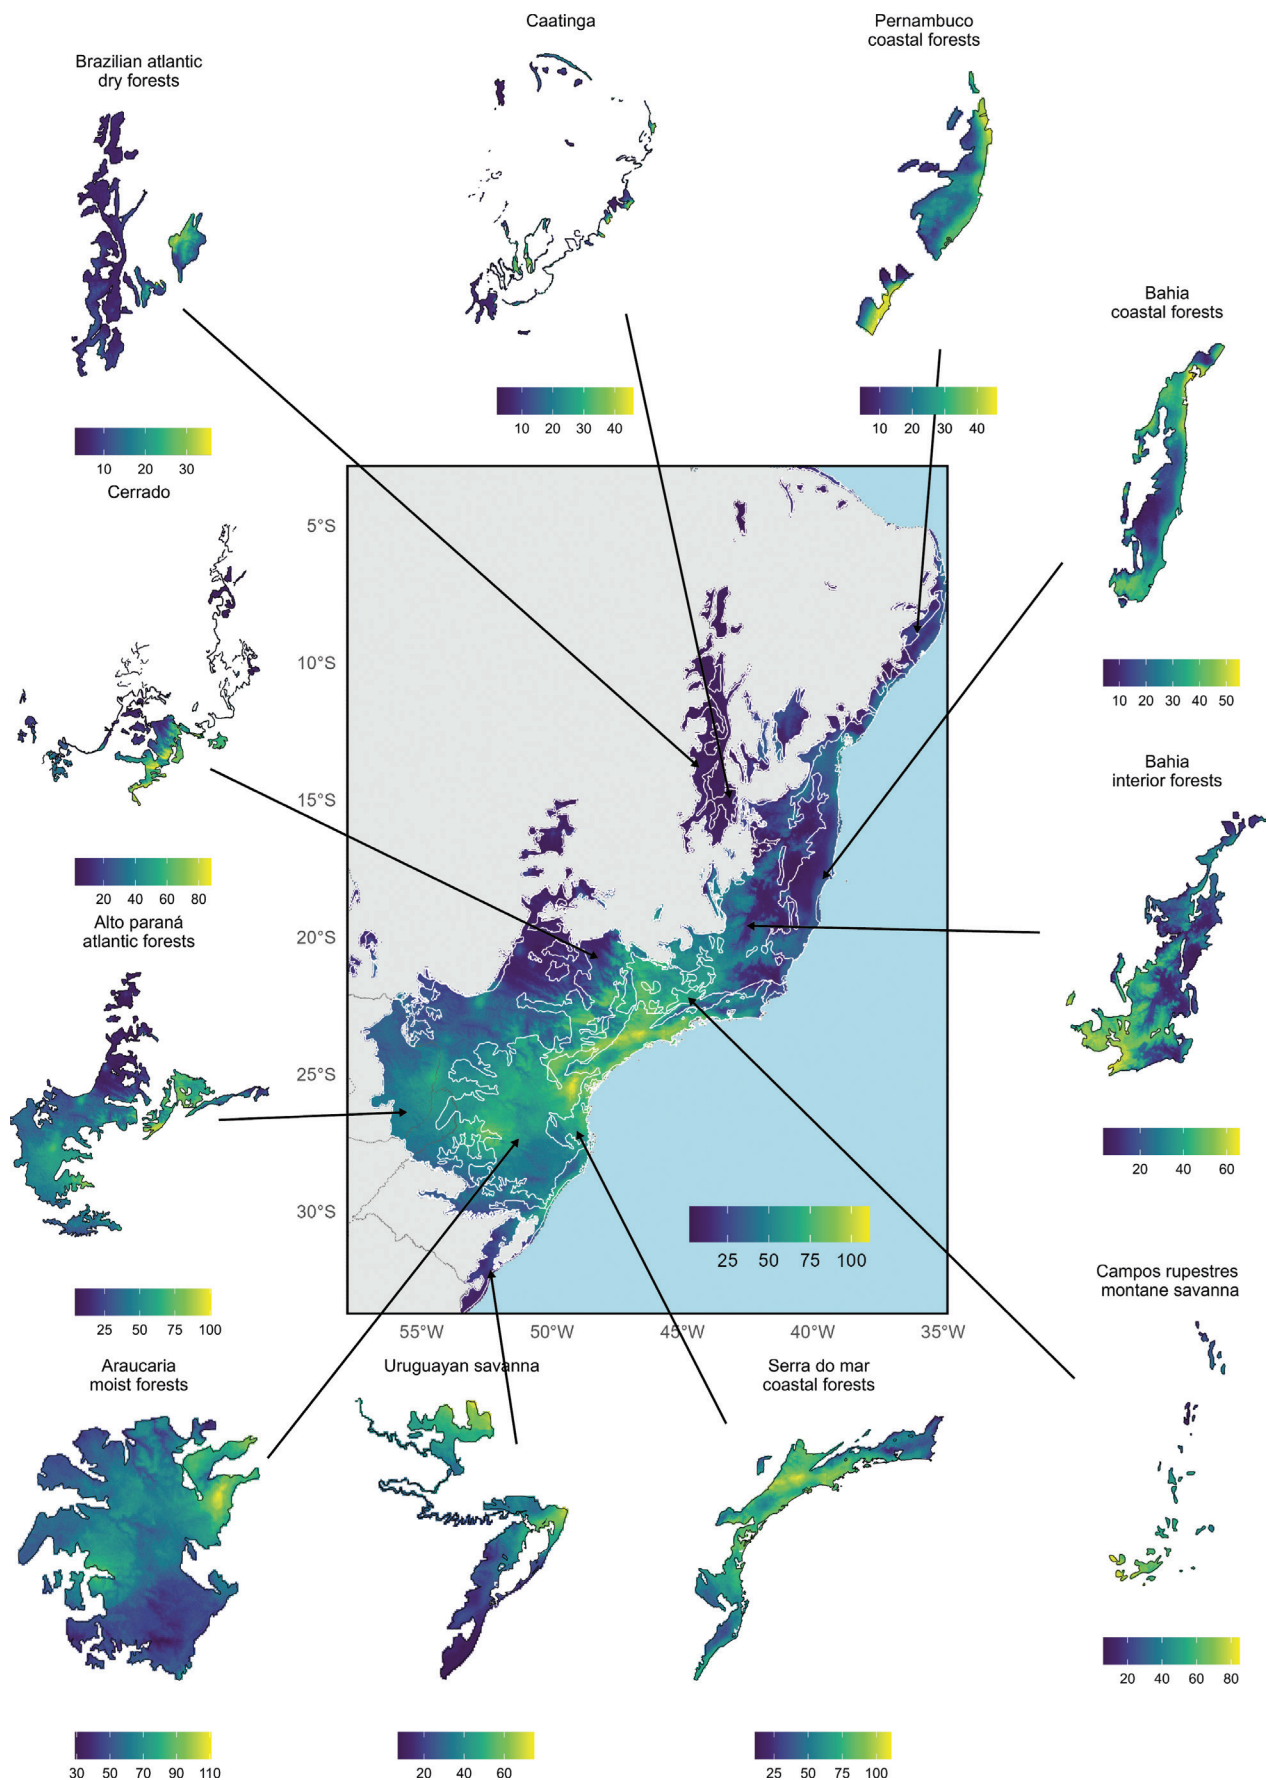 Caatinga
Pernambuco
coastal forests
Brazilian atlantic
dry forests
10 20 30 40
10 20 30 40
10 20 30
Bahia
coastal forests
10 20 30 40 50
Cerrado
20 40 60 80
5°S
10°S
15°S
20°S
25°S
30°S
55°W 50°W 45°W 40°W 35°W
25 50 75 100
Bahia
interior forests
20 40 60
Alto paraná
atlantic forests
25 50 75 100
Campos rupestres
montane savanna
20 40 60 80
Araucaria
moist forests
30 50 70 90 110
Uruguayan savanna
20 40 60
Serra do mar
coastal forests
25 50 75 100